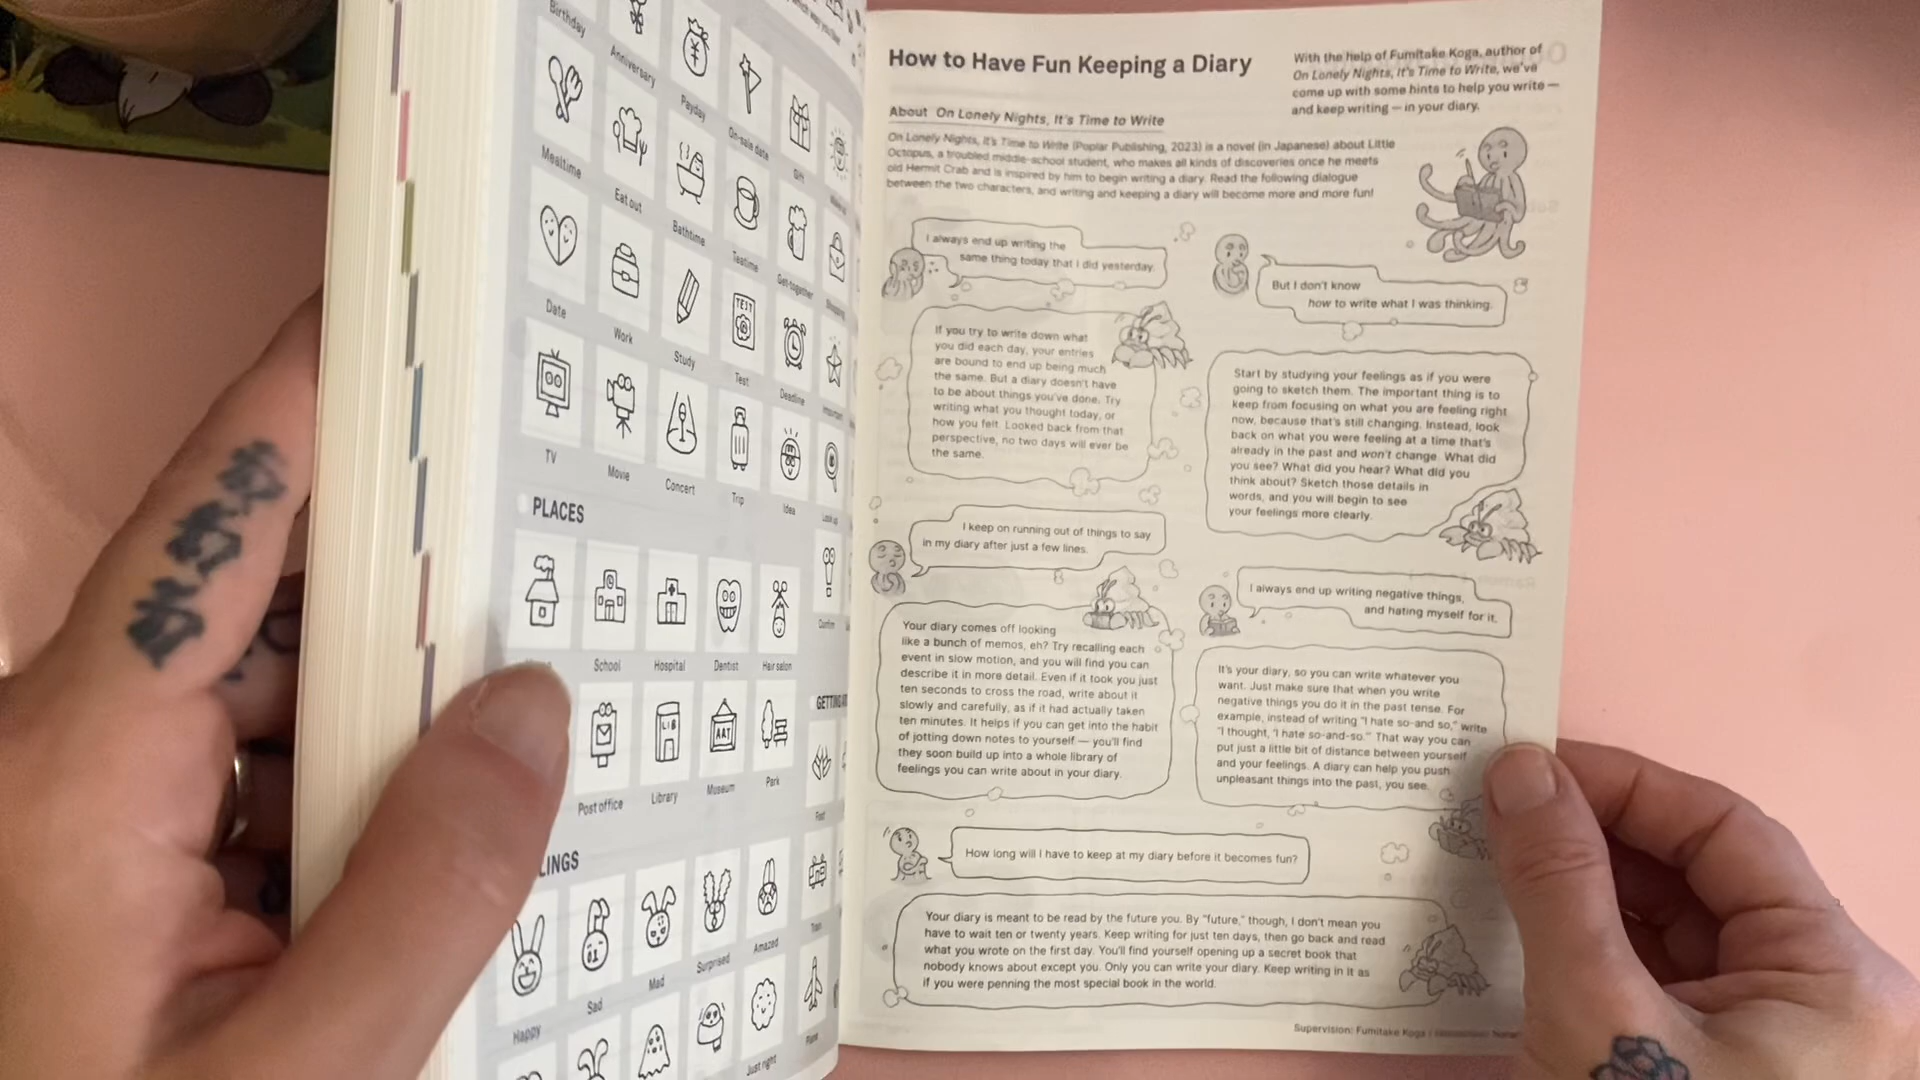 which way you like!
Birthday
Anniversary
Payday
On-sale date
Gift
Mealtime
Eat out
Bathtime
Teatime
Get-together
Shopping
Date
Work
Study
TEST
Test
Deadline
Important
TV
Movie
Concert
Trip
Idea
Look up
PLACES
School
Hospital
Dentist
Hair salon
Confirm
LIB
ART
Post office
Library
Museum
Park
GETTING
Foot
LINGS
Happy
Sad
Mad
Surprised
Amazed
Train
Just right
Plane
How to Have Fun Keeping a Diary
With the help of Fumitake Koga, author of
On Lonely Nights, It's Time to Write, we've
come up with some hints to help you write —
and keep writing — in your diary.
About On Lonely Nights, It's Time to Write
On Lonely Nights, It's Time to Write (Poplar Publishing, 2023) is a novel (in Japanese) about Little
Octopus, a troubled middle-school student, who makes all kinds of discoveries once he meets
old Hermit Crab and is inspired by him to begin writing a diary. Read the following dialogue
between the two characters, and writing and keeping a diary will become more and more fun!
I always end up writing the
same thing today that I did yesterday.
If you try to write down what
you did each day, your entries
are bound to end up being much
the same. But a diary doesn't have
to be about things you've done. Try
writing what you thought today, or
how you felt. Looked back from that
perspective, no two days will ever be
the same.
But I don't know
how to write what I was thinking.
Start by studying your feelings as if you were
going to sketch them. The important thing is to
keep from focusing on what you are feeling right
now, because that's still changing. Instead, look
back on what you were feeling at a time that's
already in the past and won't change. What did
you see? What did you hear? What did you
think about? Sketch those details in
words, and you will begin to see
your feelings more clearly.
I keep on running out of things to say
in my diary after just a few lines.
Your diary comes off looking
like a bunch of memos, eh? Try recalling each
event in slow motion, and you will find you can
describe it in more detail. Even if it took you just
ten seconds to cross the road, write about it
slowly and carefully, as if it had actually taken
ten minutes. It helps if you can get into the habit
of jotting down notes to yourself — you'll find
they soon build up into a whole library of
feelings you can write about in your diary.
I always end up writing negative things,
and hating myself for it.
It's your diary, so you can write whatever you
want. Just make sure that when you write
negative things you do it in the past tense. For
example, instead of writing "I hate so-and so," write
"I thought, 'I hate so-and-so.'" That way you can
put just a little bit of distance between yourself
and your feelings. A diary can help you push
unpleasant things into the past, you see.
How long will I have to keep at my diary before it becomes fun?
Your diary is meant to be read by the future you. By "future," though, I don't mean you
have to wait ten or twenty years. Keep writing for just ten days, then go back and read
what you wrote on the first day. You'll find yourself opening up a secret book that
nobody knows about except you. Only you can write your diary. Keep writing in it as
if you were penning the most special book in the world.
Supervision: Fumitake Koga